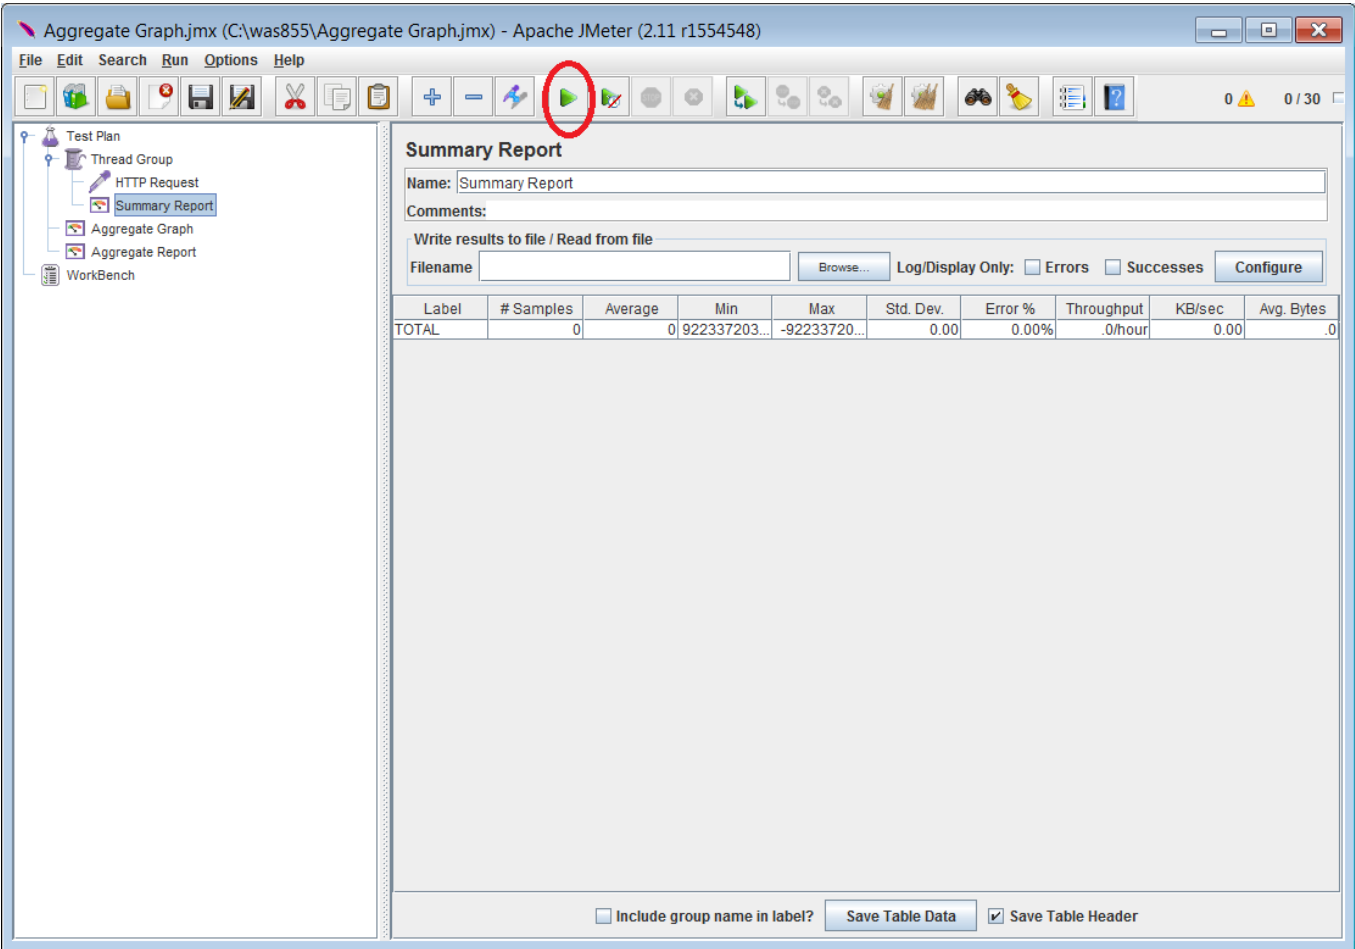 Aggregate Graph.jmx (C:\was855\Aggregate Graph.jmx) - Apache JMeter (2.11 r1554548)
File Edit Search Run Options Help
0 0 / 30
Test Plan
Thread Group
HTTP Request
Summary Report
Aggregate Graph
Aggregate Report
WorkBench
Summary Report
Name: Summary Report
Comments:
Write results to file / Read from file
Filename Browse... Log/Display Only: Errors Successes Configure
Label # Samples Average Min Max Std. Dev. Error % Throughput KB/sec Avg. Bytes
TOTAL 0 0 922337203... -92233720... 0.00 0.00% .0/hour 0.00 .0
Include group name in label? Save Table Data Save Table Header